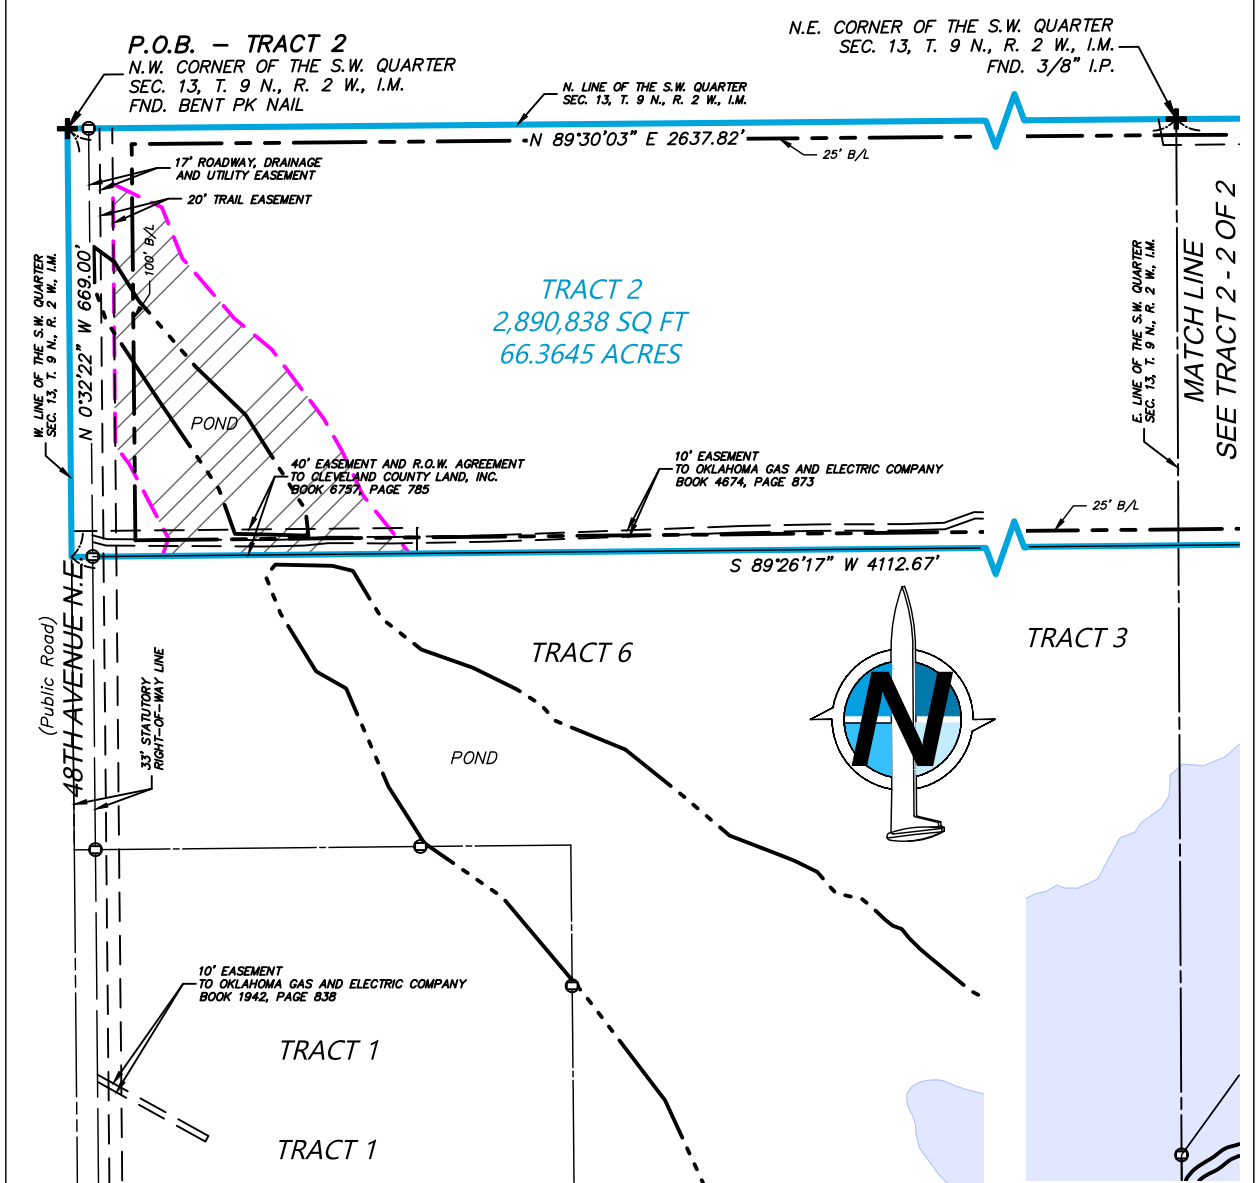 P.O.B. – TRACT 2
N.W. CORNER OF THE S.W. QUARTER
SEC. 13, T. 9 N., R. 2 W., I.M.
FND. BENT PK NAIL
N.E. CORNER OF THE S.W. QUARTER
SEC. 13, T. 9 N., R. 2 W., I.M.
FND. 3/8" I.P.
N. LINE OF THE S.W. QUARTER
SEC. 13, T. 9 N., R. 2 W., I.M.
N 89°30'03" E 2637.82'
25' B/L
17' ROADWAY, DRAINAGE
AND UTILITY EASEMENT
20' TRAIL EASEMENT
100' B/L
W. LINE OF THE S.W. QUARTER
SEC. 13, T. 9 N., R. 2 W., I.M.
N 0°32'22" W 669.00'
TRACT 2
2,890,838 SQ FT
66.3645 ACRES
E. LINE OF THE S.W. QUARTER
SEC. 13, T. 9 N., R. 2 W., I.M.
MATCH LINE
SEE TRACT 2 - 2 OF 2
POND
40' EASEMENT AND R.O.W. AGREEMENT
TO CLEVELAND COUNTY LAND, INC.
BOOK 6757, PAGE 785
10' EASEMENT
TO OKLAHOMA GAS AND ELECTRIC COMPANY
BOOK 4674, PAGE 873
25' B/L
S 89°26'17" W 4112.67'
48TH AVENUE N.E.
(Public Road)
33' STATUTORY
RIGHT-OF-WAY LINE
TRACT 6
TRACT 3
N
POND
10' EASEMENT
TO OKLAHOMA GAS AND ELECTRIC COMPANY
BOOK 1942, PAGE 838
TRACT 1
TRACT 1